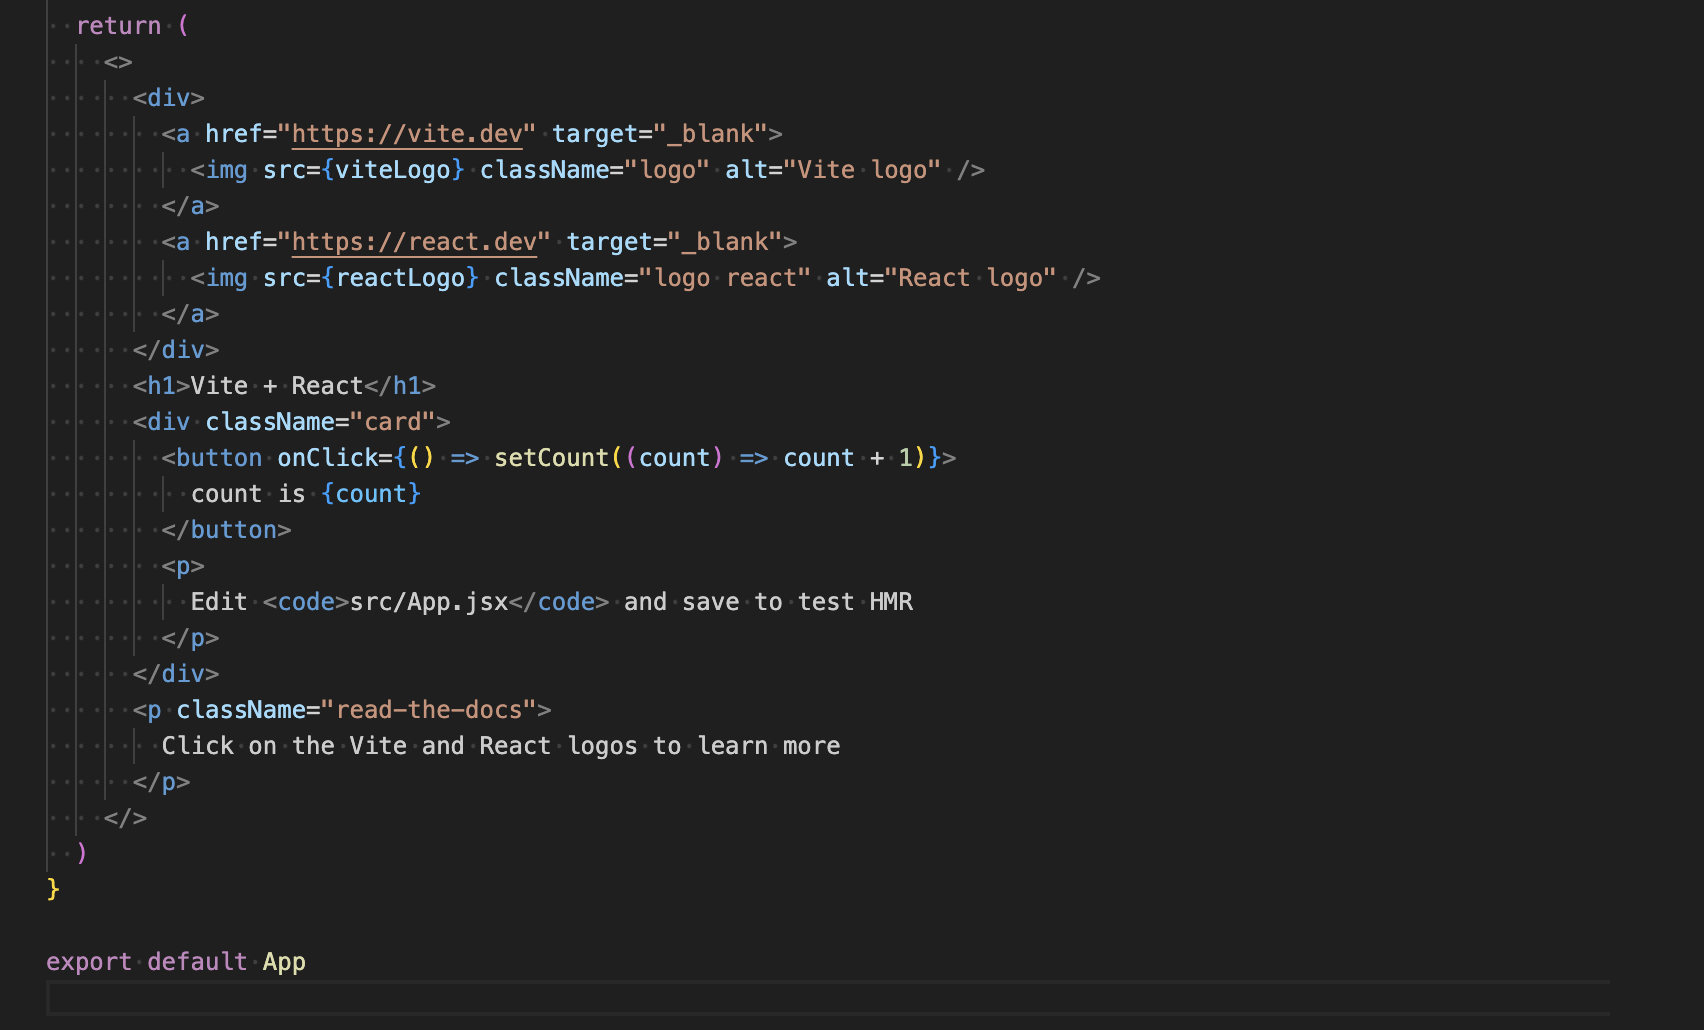 return (
<>
<div>
<a href="https://vite.dev" target="_blank">
<img src={viteLogo} className="logo" alt="Vite logo" />
</a>
<a href="https://react.dev" target="_blank">
<img src={reactLogo} className="logo react" alt="React logo" />
</a>
</div>
<h1>Vite + React</h1>
<div className="card">
<button onClick={() => setCount((count) => count + 1)}>
count is {count}
</button>
<p>
Edit <code>src/App.jsx</code> and save to test HMR
</p>
</div>
<p className="read-the-docs">
Click on the Vite and React logos to learn more
</p>
</>
)
}
export default App